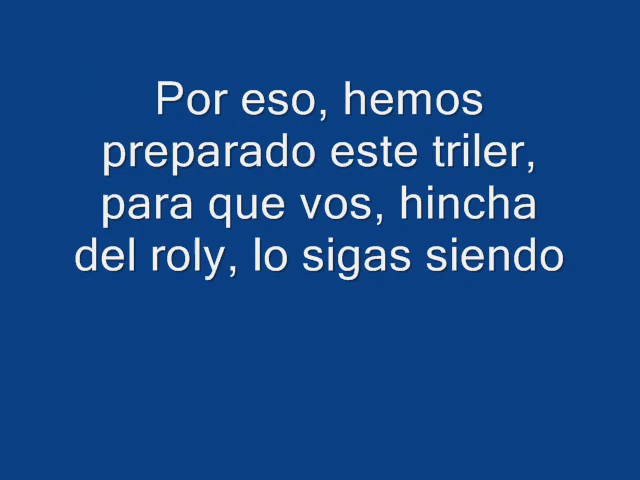 Por eso, hemos
preparado este triler,
para que vos, hincha
del roly, lo sigas siendo